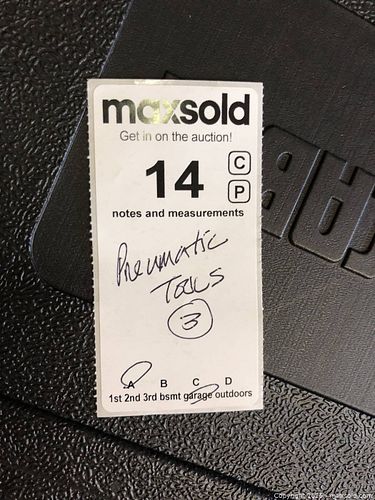 maxsold
Get in on the auction!
14
C
P
notes and measurements
Pneumatic
Tools
3
A B C D
1st 2nd 3rd bsmt garage outdoors
Copyright 2025 - maxsold.com